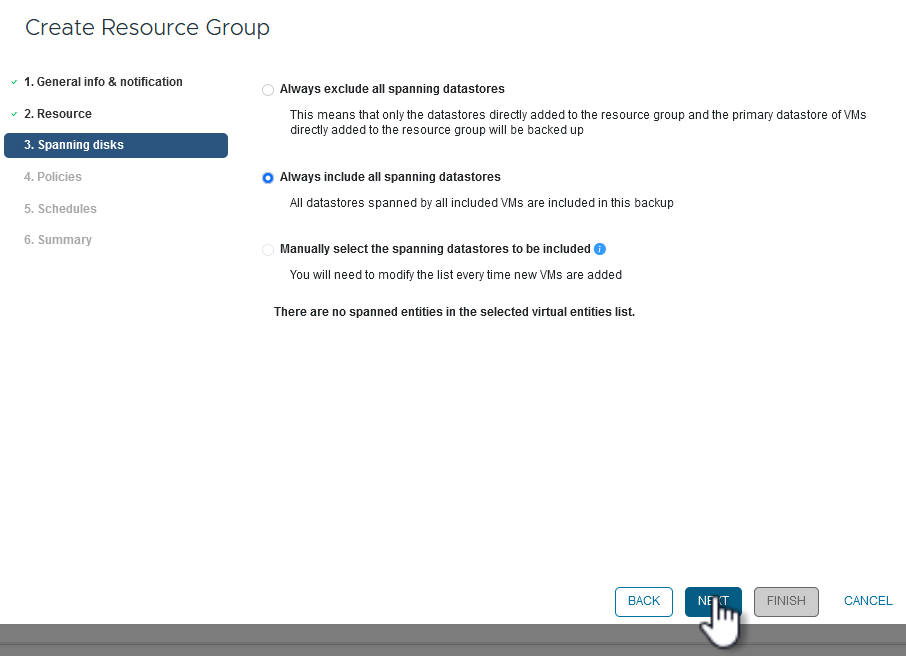 Create Resource Group
1. General info & notification
2. Resource
3. Spanning disks
4. Policies
5. Schedules
6. Summary
Always exclude all spanning datastores
This means that only the datastores directly added to the resource group and the primary datastore of VMs
directly added to the resource group will be backed up
Always include all spanning datastores
All datastores spanned by all included VMs are included in this backup
Manually select the spanning datastores to be included
You will need to modify the list every time new VMs are added
There are no spanned entities in the selected virtual entities list.
BACK
NEXT
FINISH
CANCEL